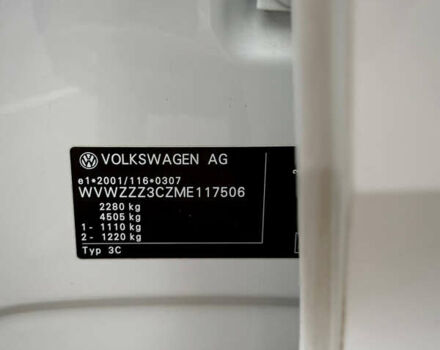 VOLKSWAGEN AG
e1*2001/116*0307
WVWZZZ3CZME117506
2280 kg
4505 kg
1- 1110 kg
2- 1220 kg
Typ 3C